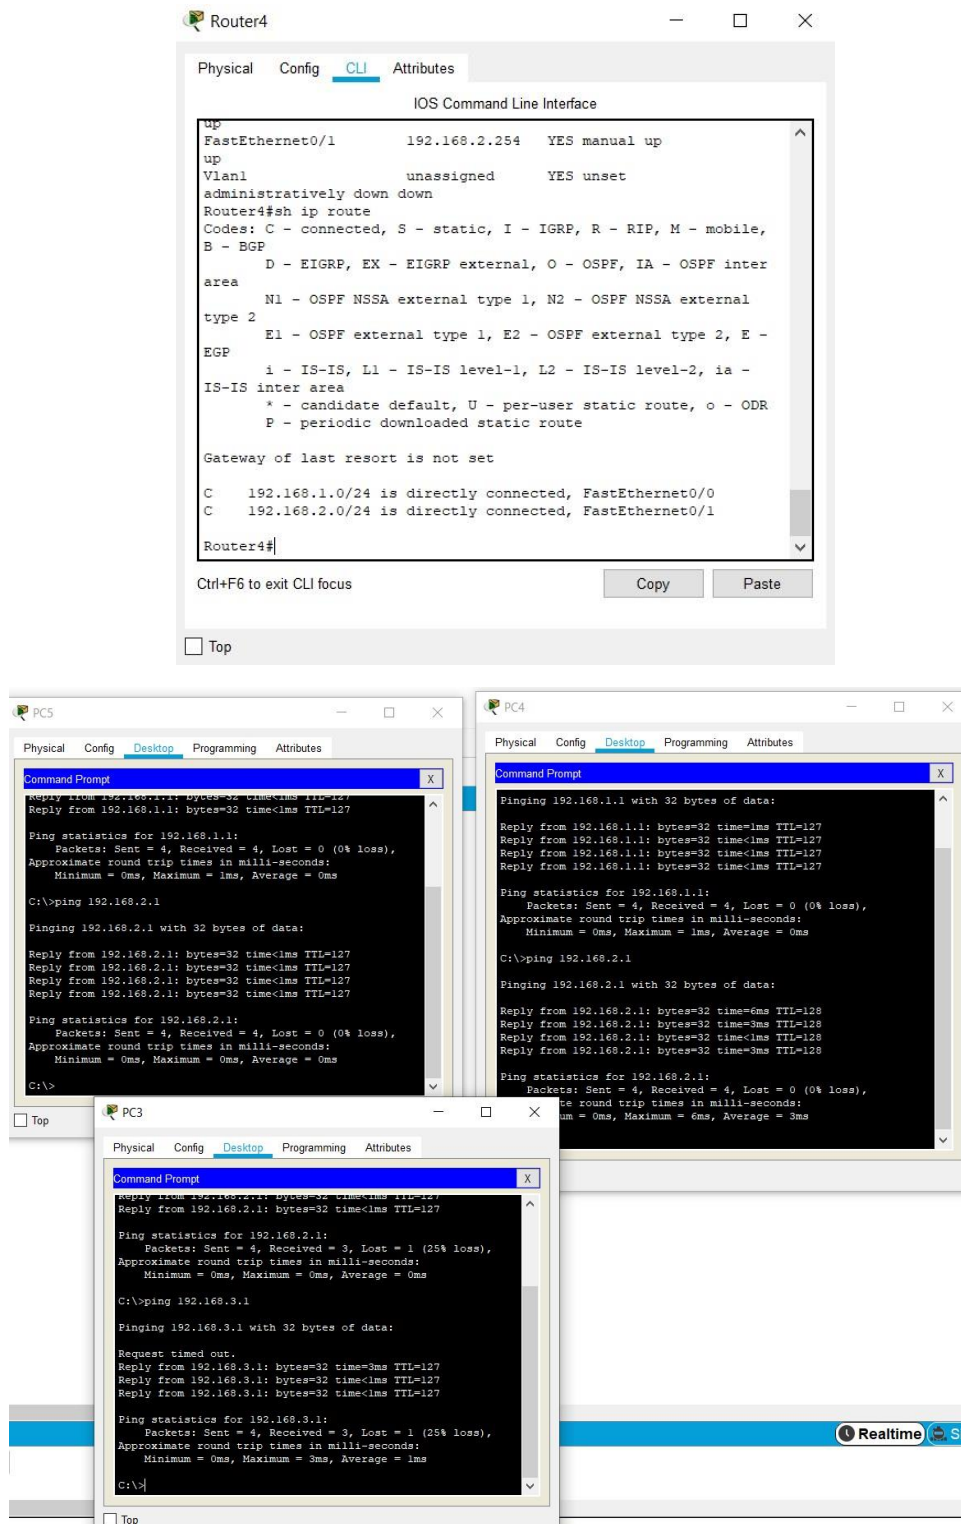 Router4
Physical Config CLI Attributes
IOS Command Line Interface
up
FastEthernet0/1 192.168.2.254 YES manual up
up
Vlan1 unassigned YES unset
administratively down down
Router4#sh ip route
Codes: C - connected, S - static, I - IGRP, R - RIP, M - mobile,
B - BGP
D - EIGRP, EX - EIGRP external, O - OSPF, IA - OSPF inter
area
N1 - OSPF NSSA external type 1, N2 - OSPF NSSA external
type 2
E1 - OSPF external type 1, E2 - OSPF external type 2, E -
EGP
i - IS-IS, L1 - IS-IS level-1, L2 - IS-IS level-2, ia -
IS-IS inter area
* - candidate default, U - per-user static route, o - ODR
P - periodic downloaded static route
Gateway of last resort is not set
C 192.168.1.0/24 is directly connected, FastEthernet0/0
C 192.168.2.0/24 is directly connected, FastEthernet0/1
Router4#
Ctrl+F6 to exit CLI focus
Copy Paste
Top
PC5
Physical Config Desktop Programming Attributes
Command Prompt X
Reply from 192.168.1.1: bytes=32 time<1ms TTL=127
Reply from 192.168.1.1: bytes=32 time<1ms TTL=127
Ping statistics for 192.168.1.1:
Packets: Sent = 4, Received = 4, Lost = 0 (0% loss),
Approximate round trip times in milli-seconds:
Minimum = 0ms, Maximum = 1ms, Average = 0ms
C:\>ping 192.168.2.1
Pinging 192.168.2.1 with 32 bytes of data:
Reply from 192.168.2.1: bytes=32 time<1ms TTL=127
Reply from 192.168.2.1: bytes=32 time<1ms TTL=127
Reply from 192.168.2.1: bytes=32 time<1ms TTL=127
Reply from 192.168.2.1: bytes=32 time<1ms TTL=127
Ping statistics for 192.168.2.1:
Packets: Sent = 4, Received = 4, Lost = 0 (0% loss),
Approximate round trip times in milli-seconds:
Minimum = 0ms, Maximum = 0ms, Average = 0ms
C:\>
Top
PC4
Physical Config Desktop Programming Attributes
Command Prompt X
Pinging 192.168.1.1 with 32 bytes of data:
Reply from 192.168.1.1: bytes=32 time=1ms TTL=127
Reply from 192.168.1.1: bytes=32 time<1ms TTL=127
Reply from 192.168.1.1: bytes=32 time<1ms TTL=127
Reply from 192.168.1.1: bytes=32 time<1ms TTL=127
Ping statistics for 192.168.1.1:
Packets: Sent = 4, Received = 4, Lost = 0 (0% loss),
Approximate round trip times in milli-seconds:
Minimum = 0ms, Maximum = 1ms, Average = 0ms
C:\>ping 192.168.2.1
Pinging 192.168.2.1 with 32 bytes of data:
Reply from 192.168.2.1: bytes=32 time=6ms TTL=128
Reply from 192.168.2.1: bytes=32 time=3ms TTL=128
Reply from 192.168.2.1: bytes=32 time<1ms TTL=128
Reply from 192.168.2.1: bytes=32 time=3ms TTL=128
Ping statistics for 192.168.2.1:
Packets: Sent = 4, Received = 4, Lost = 0 (0% loss),
te round trip times in milli-seconds:
um = 0ms, Maximum = 6ms, Average = 3ms
PC3
Physical Config Desktop Programming Attributes
Command Prompt X
Reply from 192.168.2.1: bytes=32 time<1ms TTL=127
Reply from 192.168.2.1: bytes=32 time<1ms TTL=127
Ping statistics for 192.168.2.1:
Packets: Sent = 4, Received = 3, Lost = 1 (25% loss),
Approximate round trip times in milli-seconds:
Minimum = 0ms, Maximum = 0ms, Average = 0ms
C:\>ping 192.168.3.1
Pinging 192.168.3.1 with 32 bytes of data:
Request timed out.
Reply from 192.168.3.1: bytes=32 time=3ms TTL=127
Reply from 192.168.3.1: bytes=32 time<1ms TTL=127
Reply from 192.168.3.1: bytes=32 time<1ms TTL=127
Ping statistics for 192.168.3.1:
Packets: Sent = 4, Received = 3, Lost = 1 (25% loss),
Approximate round trip times in milli-seconds:
Minimum = 0ms, Maximum = 3ms, Average = 1ms
C:\>
Top
Realtime S